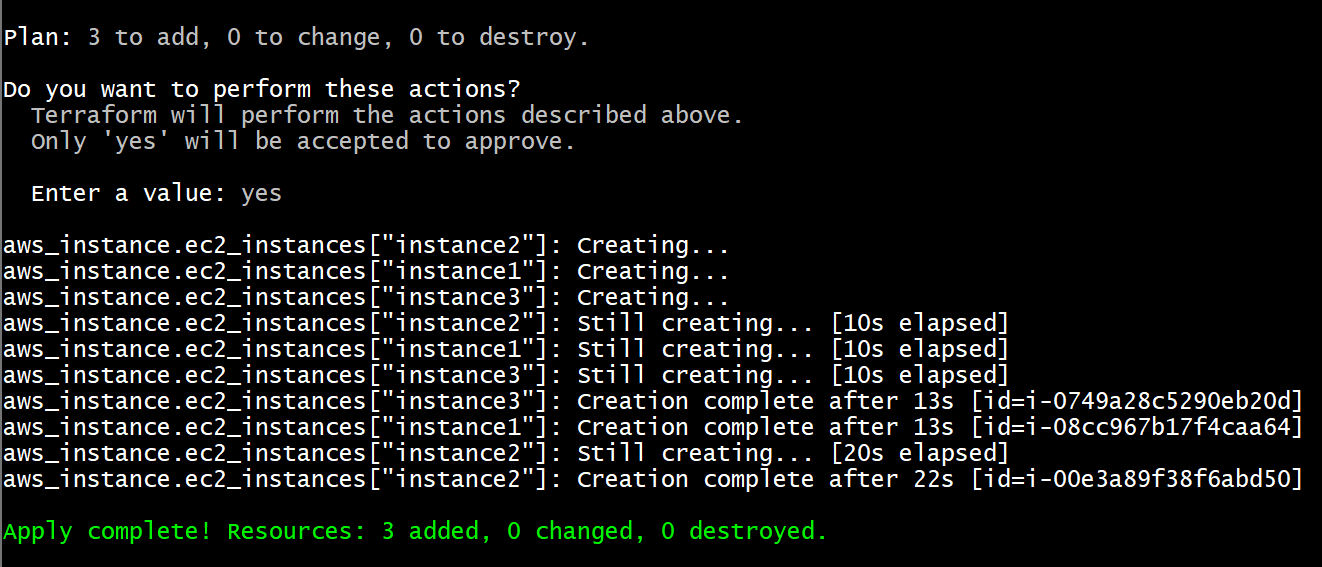 Plan: 3 to add, 0 to change, 0 to destroy.
Do you want to perform these actions?
Terraform will perform the actions described above.
Only 'yes' will be accepted to approve.
Enter a value: yes
aws_instance.ec2_instances["instance2"]: Creating...
aws_instance.ec2_instances["instance1"]: Creating...
aws_instance.ec2_instances["instance3"]: Creating...
aws_instance.ec2_instances["instance2"]: Still creating... [10s elapsed]
aws_instance.ec2_instances["instance1"]: Still creating... [10s elapsed]
aws_instance.ec2_instances["instance3"]: Still creating... [10s elapsed]
aws_instance.ec2_instances["instance3"]: Creation complete after 13s [id=i-0749a28c5290eb20d]
aws_instance.ec2_instances["instance1"]: Creation complete after 13s [id=i-08cc967b17f4caa64]
aws_instance.ec2_instances["instance2"]: Still creating... [20s elapsed]
aws_instance.ec2_instances["instance2"]: Creation complete after 22s [id=i-00e3a89f38f6abd50]
Apply complete! Resources: 3 added, 0 changed, 0 destroyed.